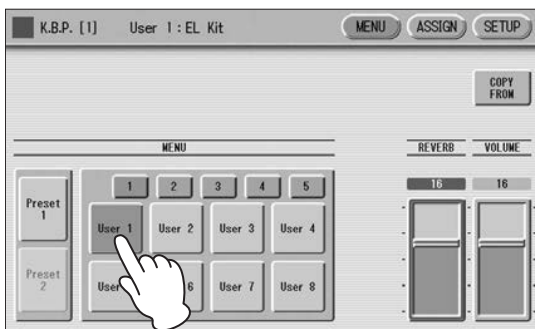 K.B.P. [1] User 1 : EL Kit MENU ASSIGN SETUP
COPY
FROM
MENU REVERB VOLUME
1 2 3 4 5 16 16
Preset
1
User 1 User 2 User 3 User 4
Preset
2
User 6 User 7 User 8